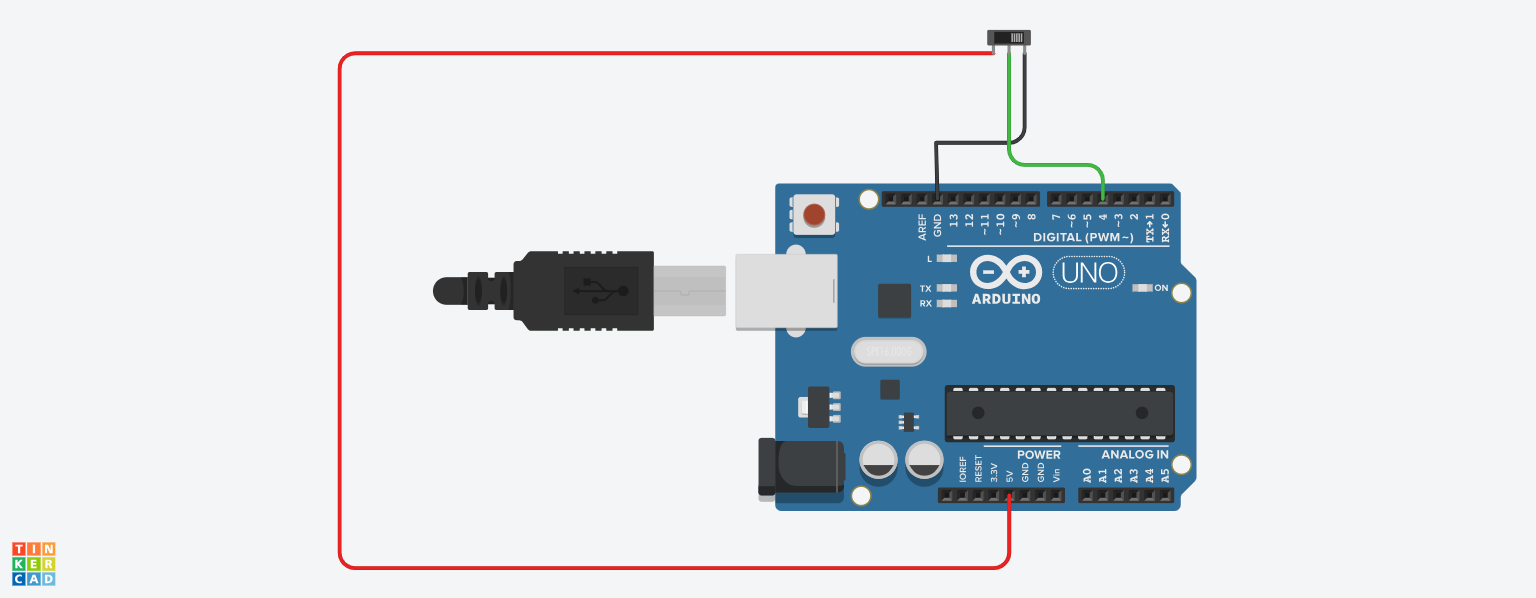 AREF
GND
13
12
~11
~10
~9
8
7
~6
~5
4
~3
2
TX→1
RX←0
DIGITAL (PWM~)
L
TX
RX
ARDUINO
UNO
ON
POWER
ANALOG IN
IOREF
RESET
3.3V
5V
GND
GND
Vin
A0
A1
A2
A3
A4
A5
TIN
KER
CAD